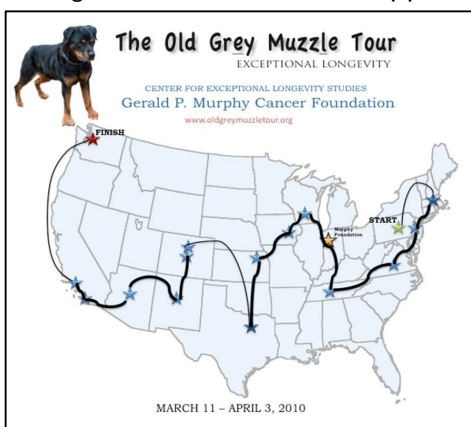 The Old Grey Muzzle Tour
EXCEPTIONAL LONGEVITY
CENTER FOR EXCEPTIONAL LONGEVITY STUDIES
Gerald P. Murphy Cancer Foundation
www.oldgreymuzzletour.org
FINISH
START
Murphy
Foundation
MARCH 11 – APRIL 3, 2010